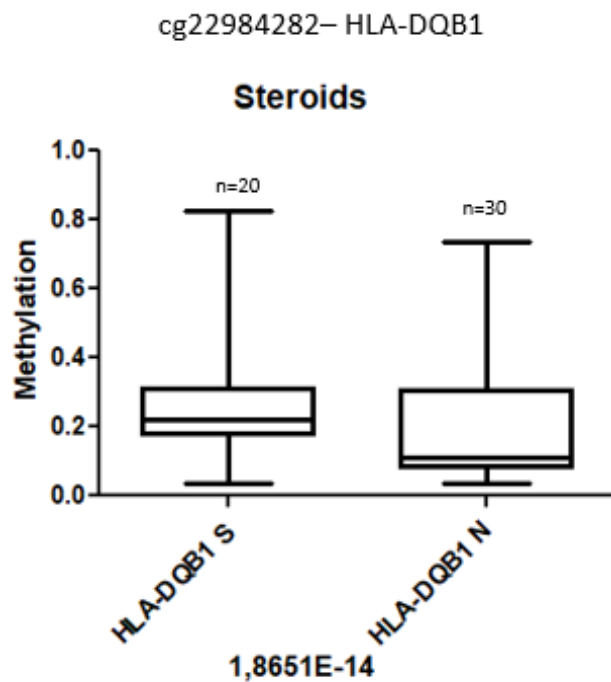 cg22984282– HLA-DQB1
Steroids
1.0
n=20
n=30
0.8
0.6
Methylation
0.4
0.2
0.0
HLA-DQB1 S
HLA-DQB1 N
1,8651E-14